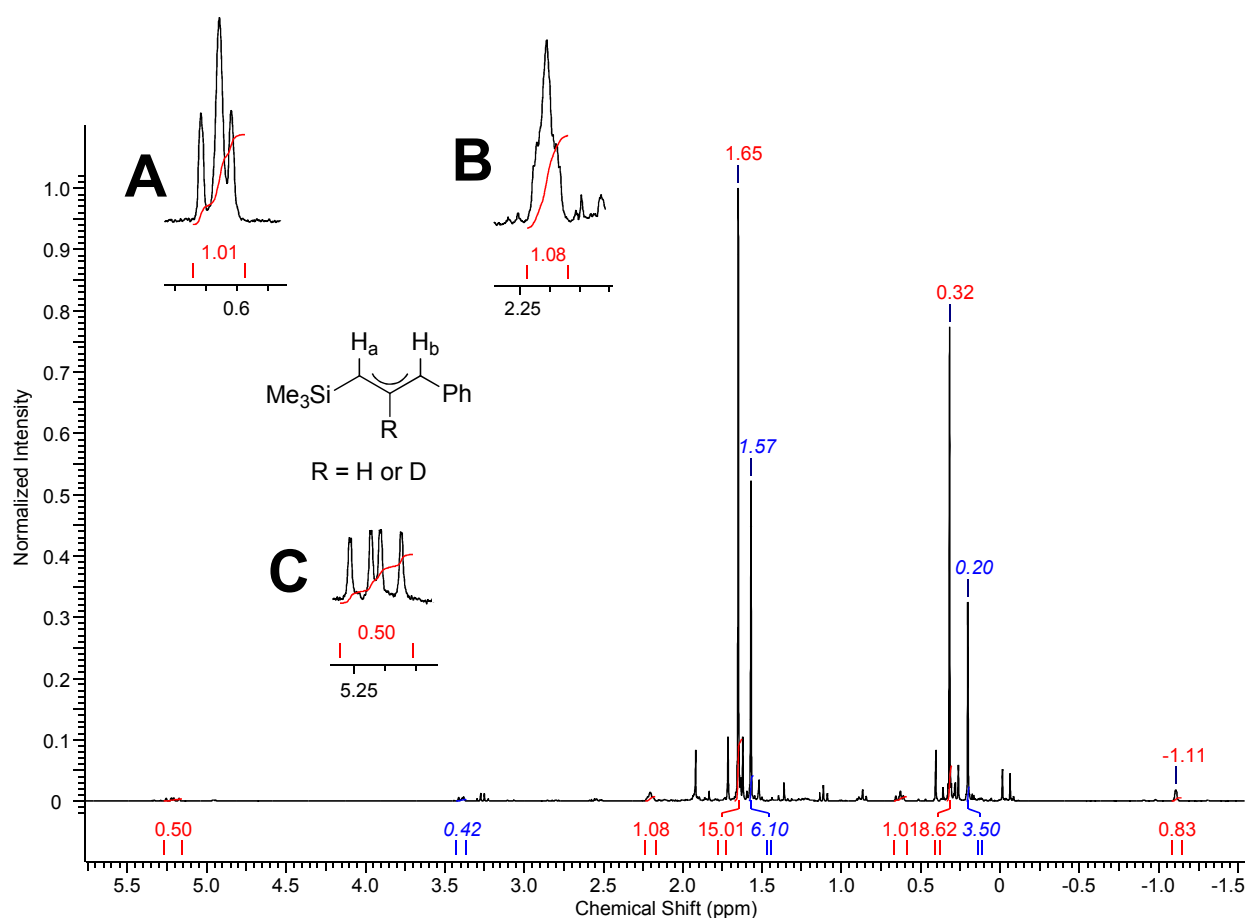 A
B
C
1.01
0.6
1.08
2.25
Ha
Hb
Me3Si
Ph
R
R = H or D
0.50
5.25
1.65
1.57
0.32
0.20
-1.11
Normalized Intensity
1.0
0.9
0.8
0.7
0.6
0.5
0.4
0.3
0.2
0.1
0
0.50 0.42 1.08 15.01 6.10 1.01 8.62 3.50 0.83
5.5 5.0 4.5 4.0 3.5 3.0 2.5 2.0 1.5 1.0 0.5 0 -0.5 -1.0 -1.5
Chemical Shift (ppm)